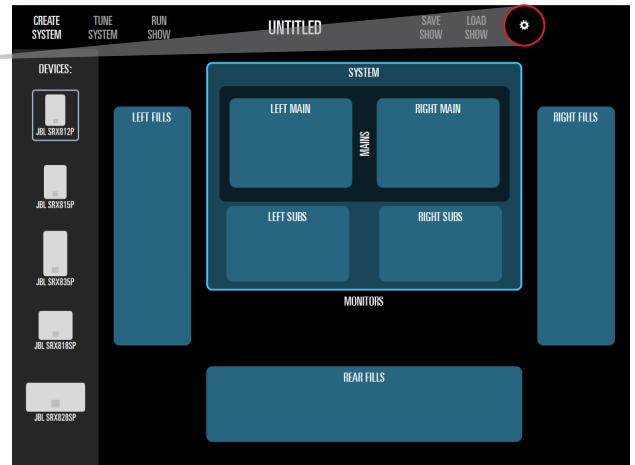 CREATE SYSTEM
TUNE SYSTEM
RUN SHOW
UNTITLED
SAVE SHOW
LOAD SHOW
DEVICES:
JBL SRX812P
JBL SRX815P
JBL SRX835P
JBL SRX818SP
JBL SRX828SP
LEFT FILLS
SYSTEM
LEFT MAIN
MAINS
RIGHT MAIN
LEFT SUBS
RIGHT SUBS
MONITORS
RIGHT FILLS
REAR FILLS